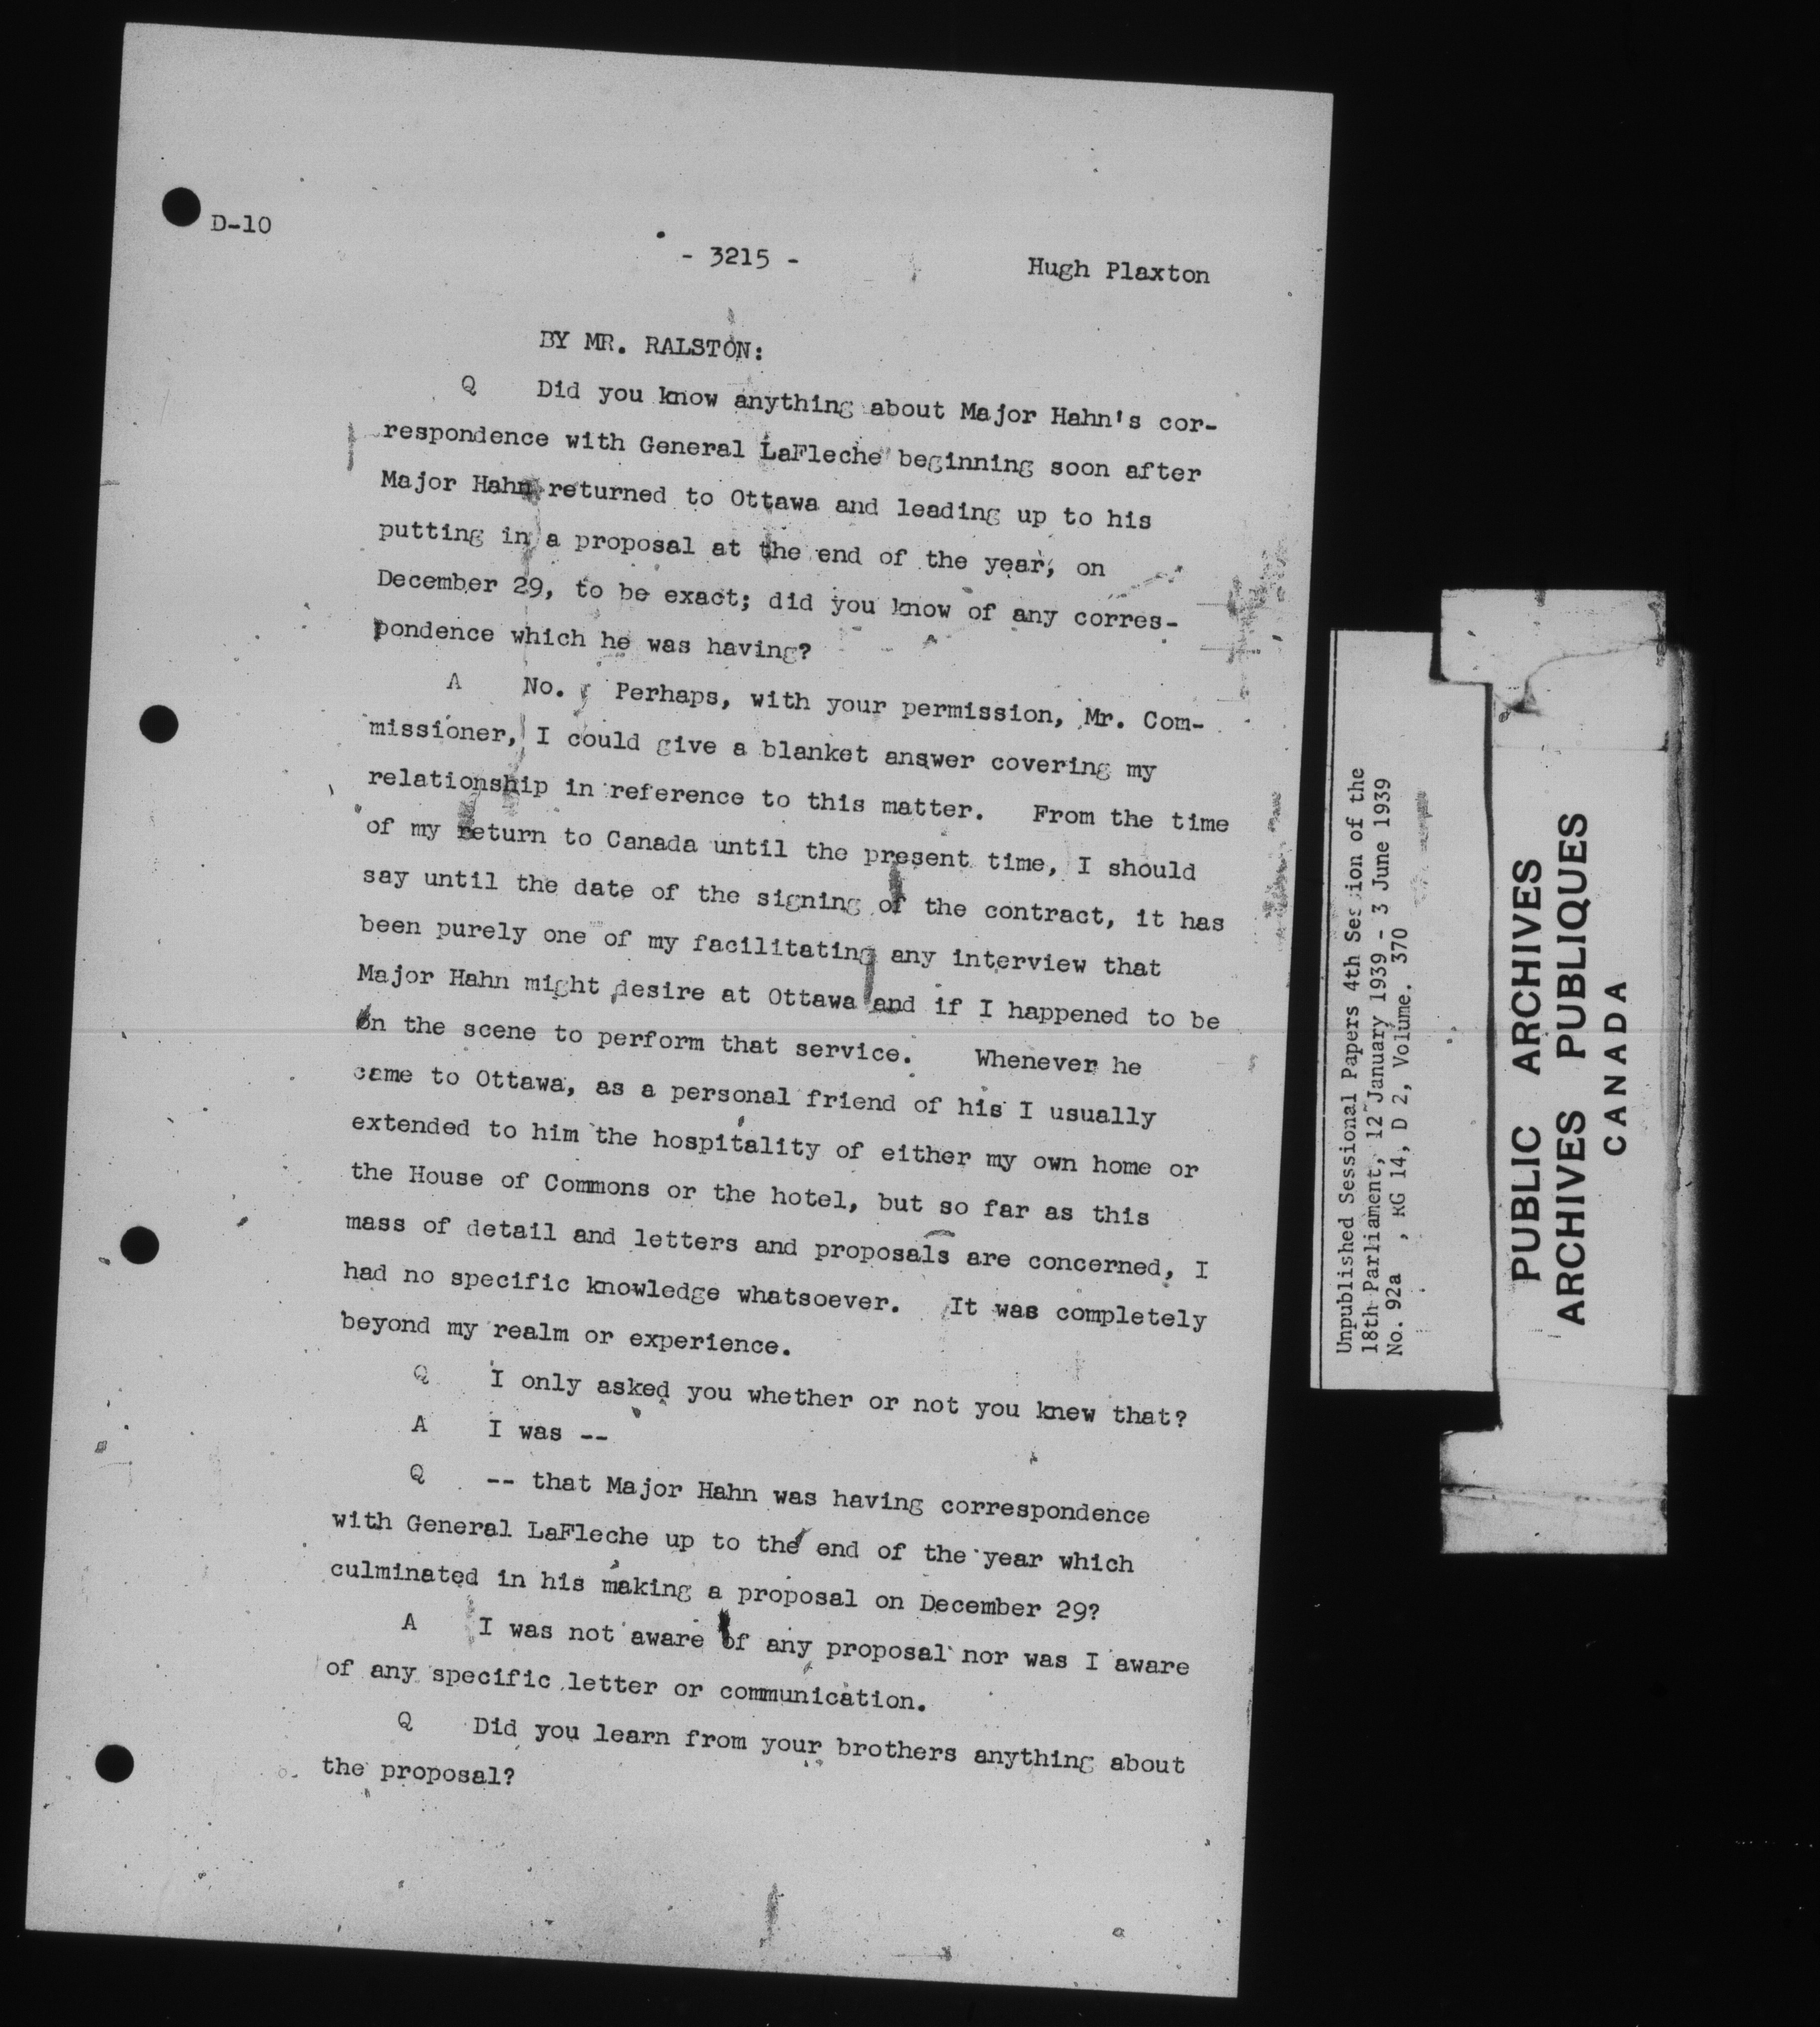 D-10
- 3215 -
Hugh Plaxton
BY MR. RALSTON:
Q Did you know anything about Major Hahn's cor-
respondence with General LaFleche beginning soon after
Major Hahn returned to Ottawa and leading up to his
putting in a proposal at the end of the year, on
December 29, to be exact; did you know of any corres-
pondence which he was having?
A No. Perhaps, with your permission, Mr. Com-
missioner, I could give a blanket answer covering my
relationship in reference to this matter. From the time
of my return to Canada until the present time, I should
say until the date of the signing of the contract, it has
been purely one of my facilitating any interview that
Major Hahn might desire at Ottawa and if I happened to be
on the scene to perform that service. Whenever he
came to Ottawa, as a personal friend of his I usually
extended to him the hospitality of either my own home or
the House of Commons or the hotel, but so far as this
mass of detail and letters and proposals are concerned, I
had no specific knowledge whatsoever. It was completely
beyond my realm or experience.
Q I only asked you whether or not you knew that?
A I was --
Q -- that Major Hahn was having correspondence
with General LaFleche up to the end of the year which
culminated in his making a proposal on December 29?
A I was not aware of any proposal nor was I aware
of any specific letter or communication.
Q Did you learn from your brothers anything about
the proposal?
Unpublished Sessional Papers 4th Session of the
18th Parliament, 12 January 1939 - 3 June 1939
No. 92a , RG 14, D 2, Volume. 370
PUBLIC ARCHIVES
ARCHIVES PUBLIQUES
CANADA